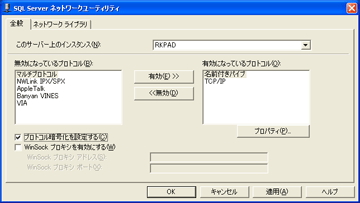 SQL Server ネットワークユーティリティ
全般 ネットワーク ライブラリ
このサーバー上のインスタンス(N): RKPAD
無効になっているプロトコル(B): 有効になっているプロトコル(O):
マルチプロトコル
NWLink IPX/SPX
AppleTalk
Banyan VINES
VIA
有効(E) >>
<<無効(D)
名前付きパイプ
TCP/IP
プロパティ(P)...
プロトコル暗号化を設定する(C)
WinSock プロキシを有効にする(W)
WinSock プロキシ アドレス(S)
WinSock プロキシ ポート(X)
OK キャンセル 適用(A) ヘルプ